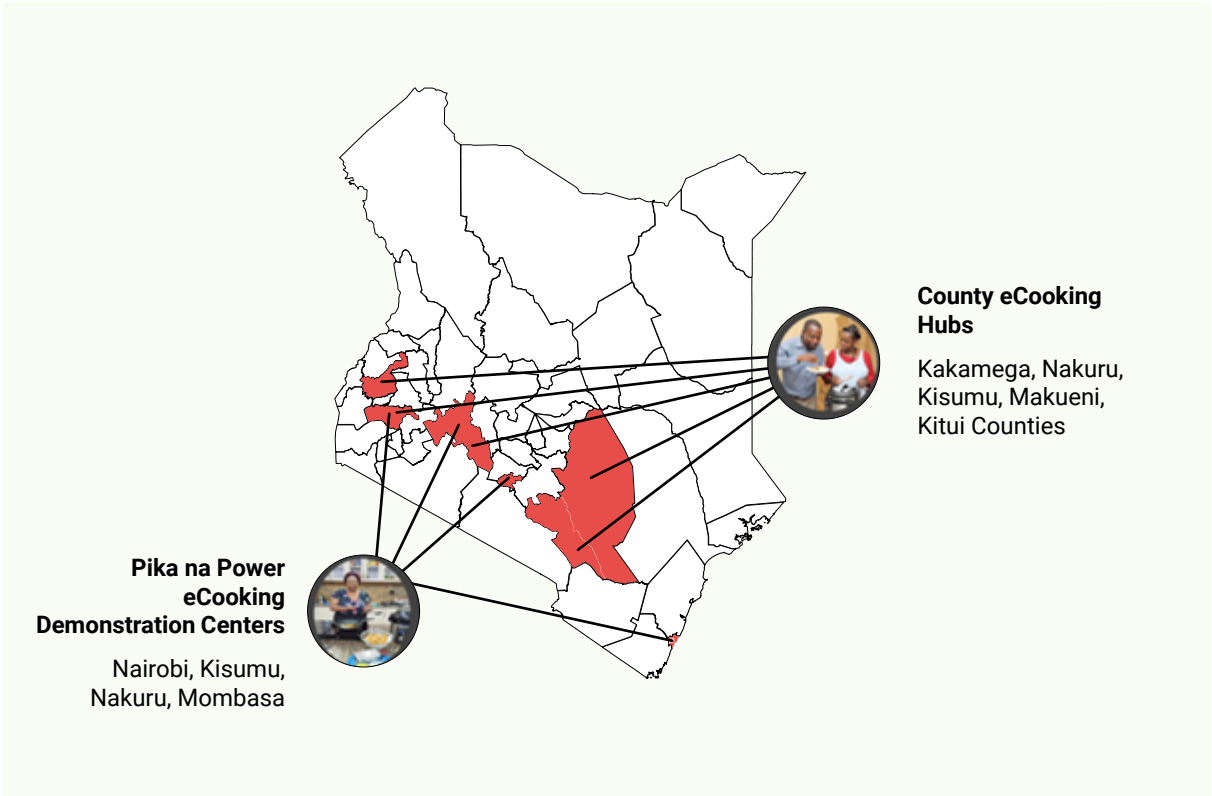 County eCooking
Hubs
Kakamega, Nakuru,
Kisumu, Makueni,
Kitui Counties
Pika na Power
eCooking
Demonstration Centers
Nairobi, Kisumu,
Nakuru, Mombasa